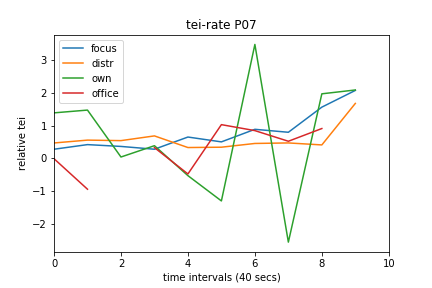 tei-rate P07
focus
distr
own
office
relative tei
3
2
1
0
−1
−2
0 2 4 6 8 10
time intervals (40 secs)